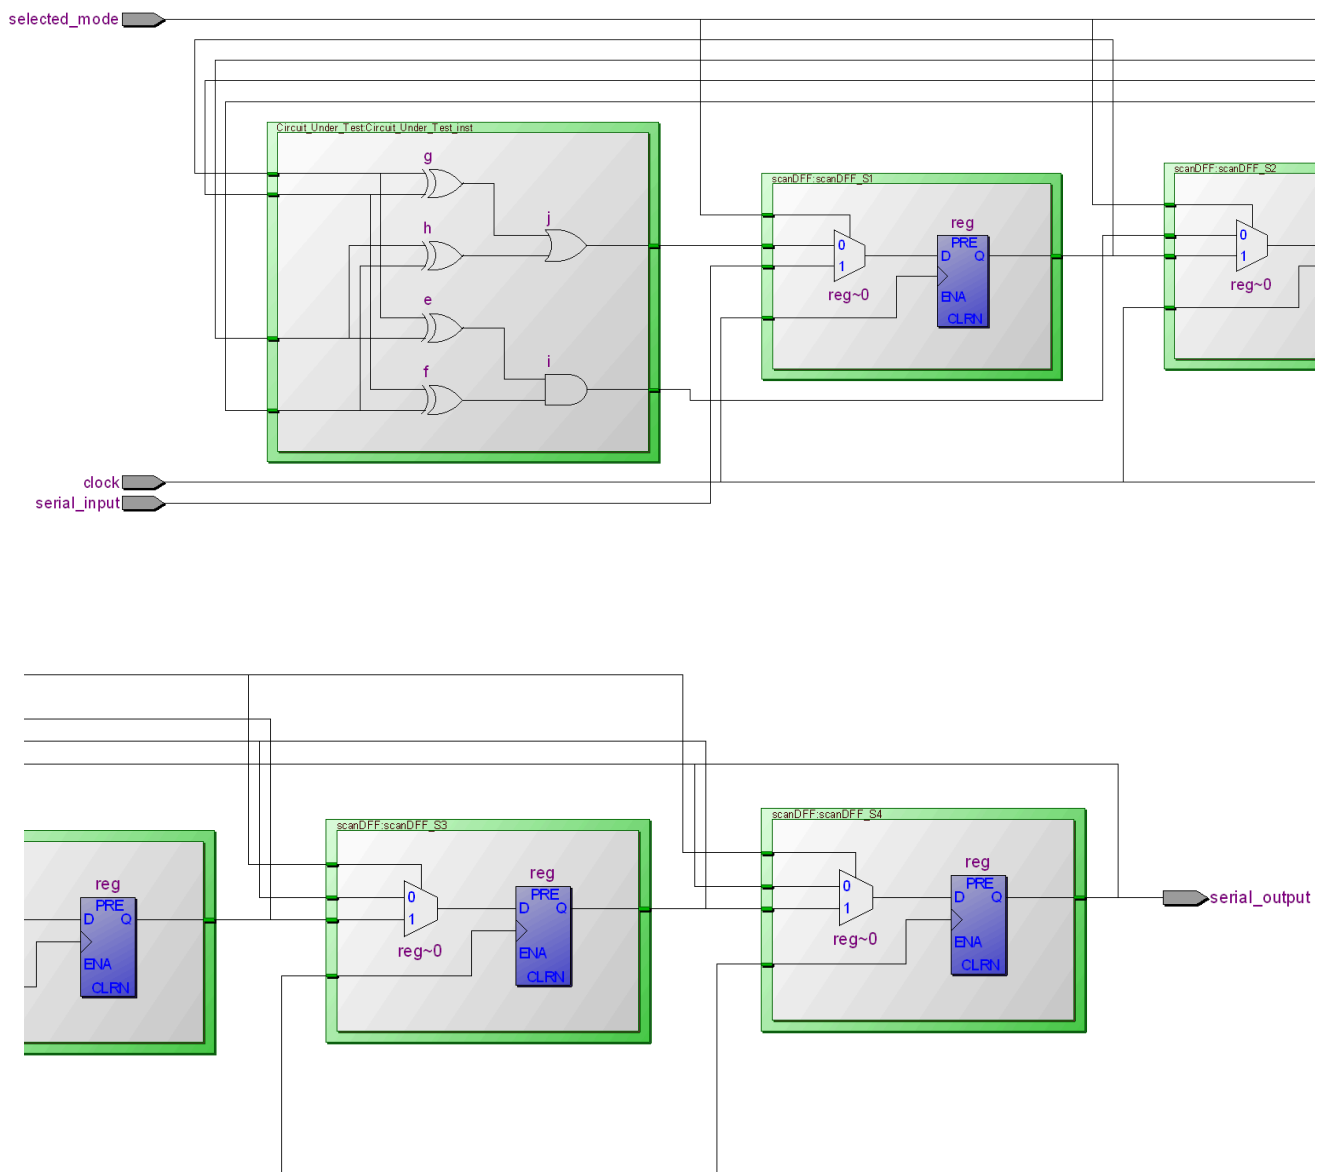 selected_mode
Circuit_Under_Test:Circuit_Under_Test_inst
g
h
j
e
f
i
scanDFF:scanDFF_S1
0
1
reg~0
reg
PRE
D Q
ENA
CLRN
scanDFF:scanDFF_S2
0
1
reg~0
clock
serial_input
reg
PRE
D Q
ENA
CLRN
scanDFF:scanDFF_S3
0
1
reg~0
reg
PRE
D Q
ENA
CLRN
scanDFF:scanDFF_S4
0
1
reg~0
reg
PRE
D Q
ENA
CLRN
serial_output